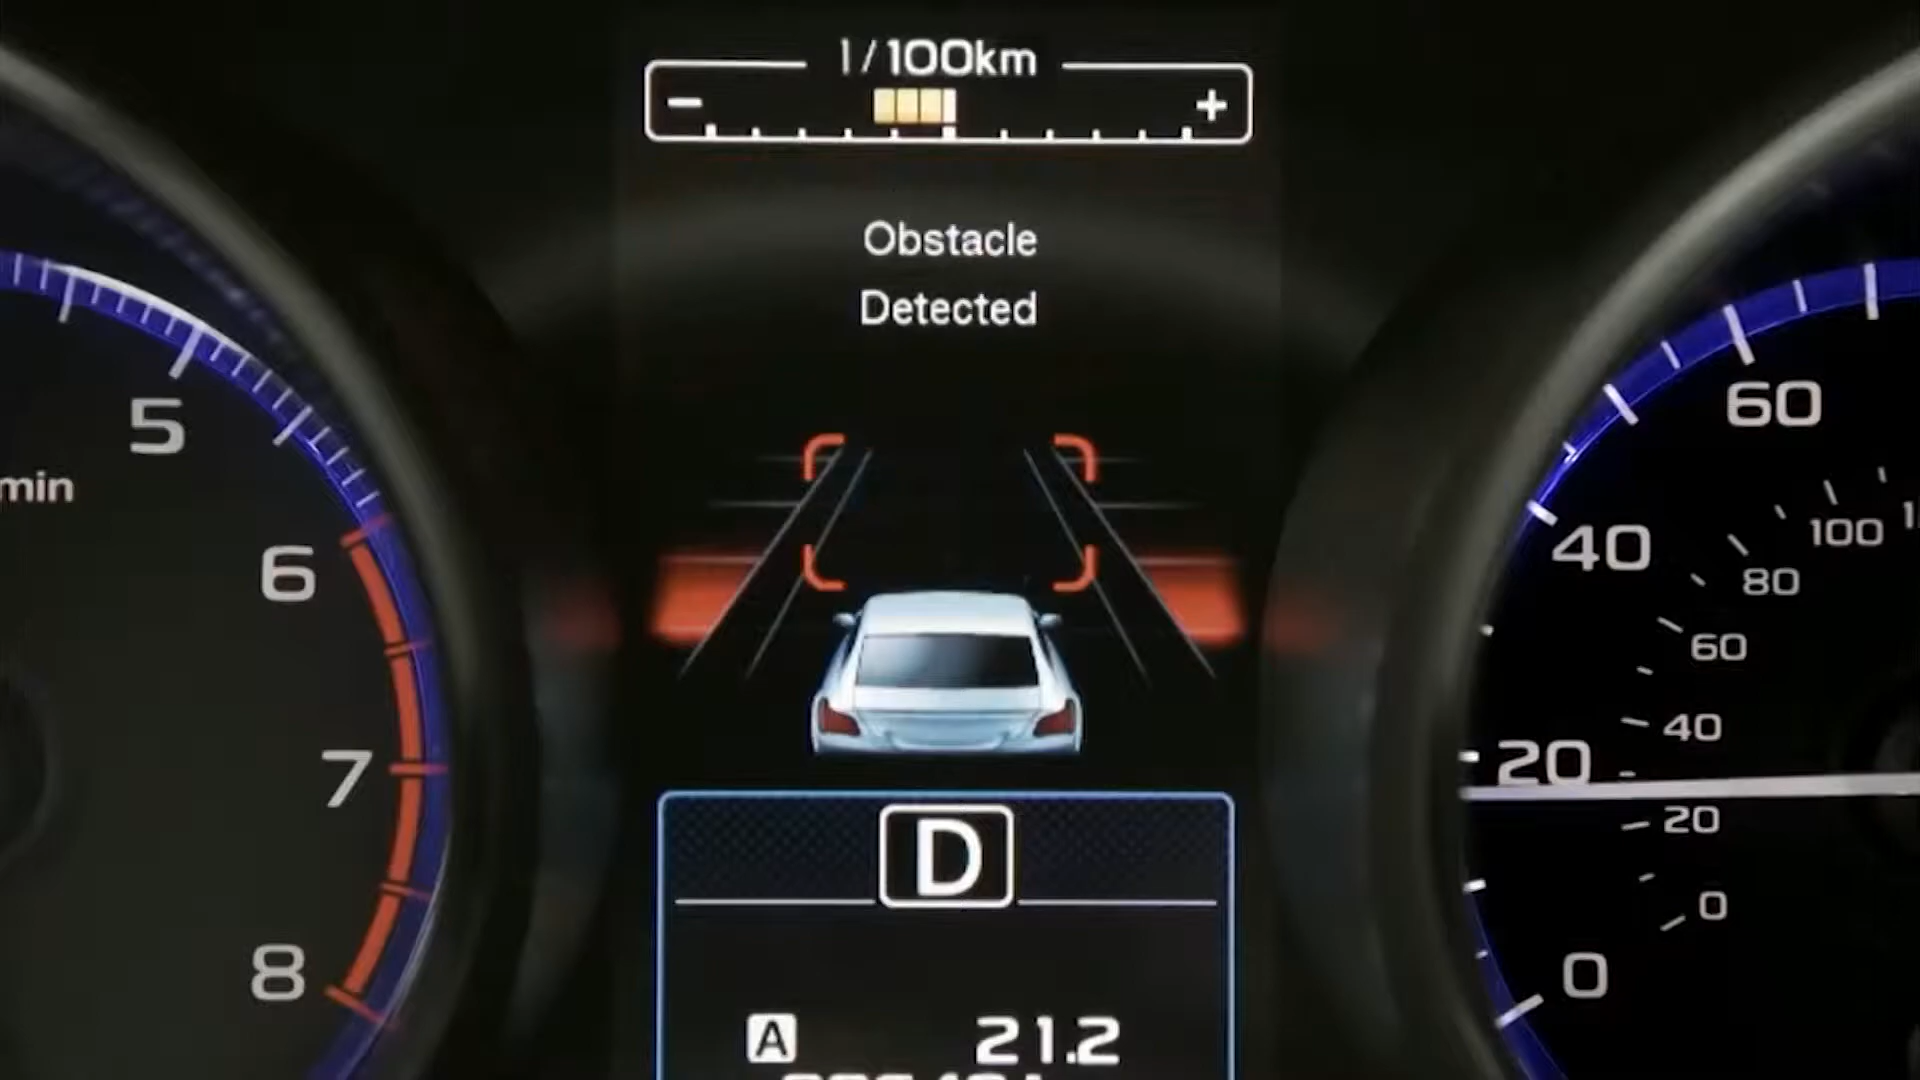 l/100km
− +
Obstacle
Detected
5
min
6
7
8
60
40
20
0
100
80
60
40
20
0
D
A 21.2